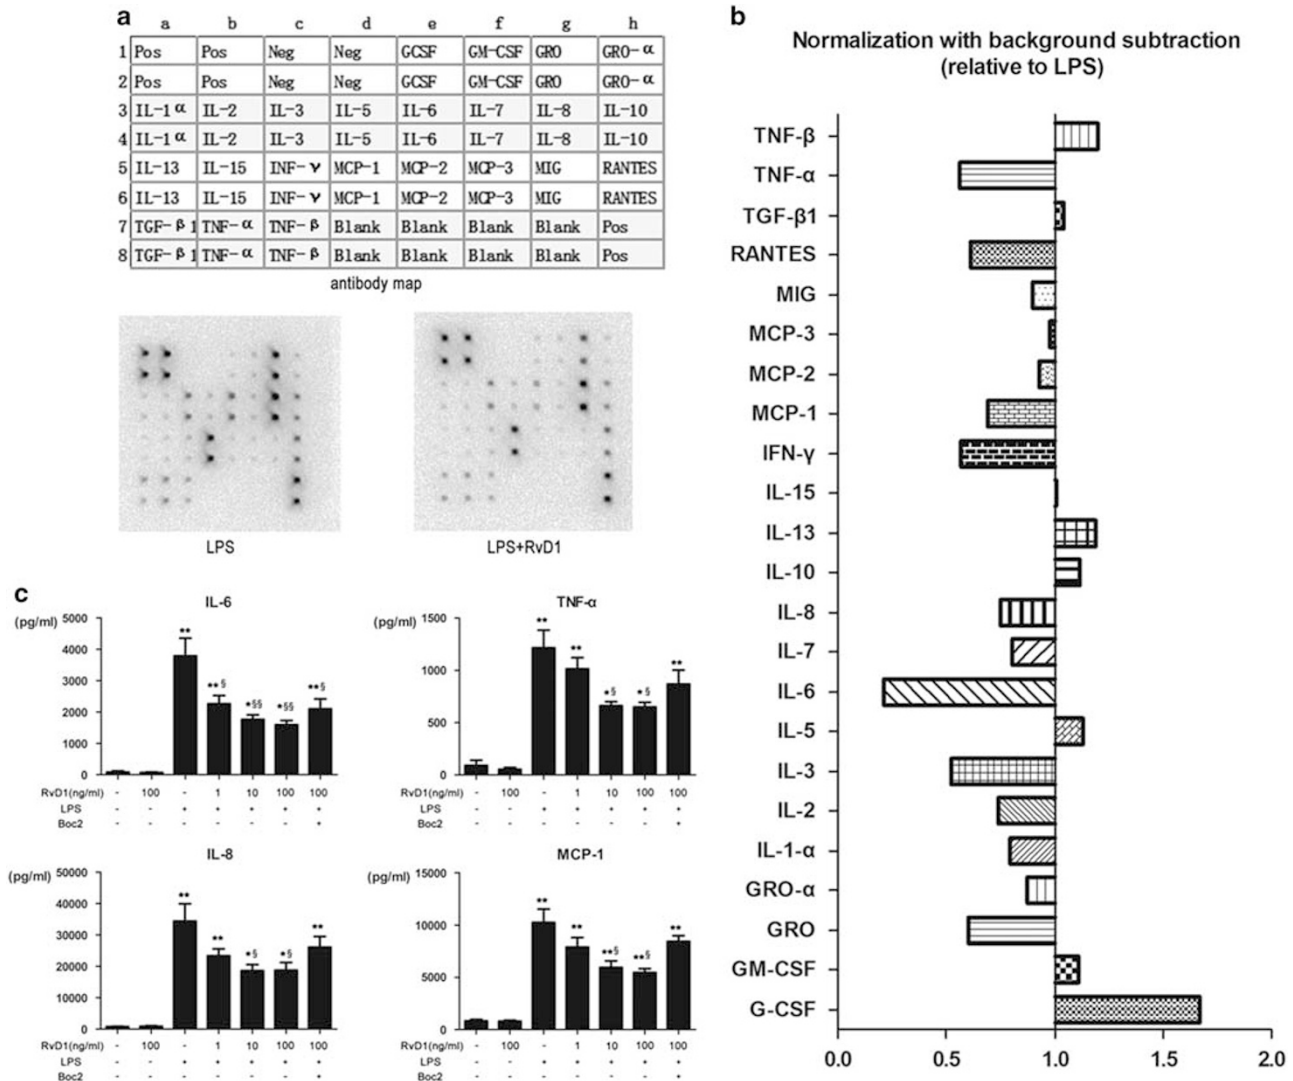 a
a b c d e f g h
1 Pos Pos Neg Neg GCSF GM-CSF GRO GRO-α
2 Pos Pos Neg Neg GCSF GM-CSF GRO GRO-α
3 IL-1α IL-2 IL-3 IL-5 IL-6 IL-7 IL-8 IL-10
4 IL-1α IL-2 IL-3 IL-5 IL-6 IL-7 IL-8 IL-10
5 IL-13 IL-15 INF-γ MCP-1 MCP-2 MCP-3 MIG RANTES
6 IL-13 IL-15 INF-γ MCP-1 MCP-2 MCP-3 MIG RANTES
7 TGF-β1 TNF-α TNF-β Blank Blank Blank Blank Pos
8 TGF-β1 TNF-α TNF-β Blank Blank Blank Blank Pos
antibody map
LPS LPS+RvD1
b
Normalization with background subtraction
(relative to LPS)
TNF-β
TNF-α
TGF-β1
RANTES
MIG
MCP-3
MCP-2
MCP-1
IFN-γ
IL-15
IL-13
IL-10
IL-8
IL-7
IL-6
IL-5
IL-3
IL-2
IL-1-α
GRO-α
GRO
GM-CSF
G-CSF
0.0 0.5 1.0 1.5 2.0
c
IL-6
(pg/ml)
5000
4000
3000
2000
1000
0
** **§ *§§ *§§ **§
RvD1(ng/ml) - 100 - 1 10 100 100
LPS - - + + + + +
Boc2 - - - - - - +
TNF-α
(pg/ml)
1500
1000
500
0
** ** *§ *§ **
RvD1(ng/ml) - 100 - 1 10 100 100
LPS - - + + + + +
Boc2 - - - - - - +
IL-8
(pg/ml)
50000
40000
30000
20000
10000
0
** ** *§ *§ **
RvD1(ng/ml) - 100 - 1 10 100 100
LPS - - + + + + +
Boc2 - - - - - - +
MCP-1
(pg/ml)
15000
10000
5000
0
** ** **§ **§ **
RvD1(ng/ml) - 100 - 1 10 100 100
LPS - - + + + + +
Boc2 - - - - - - +